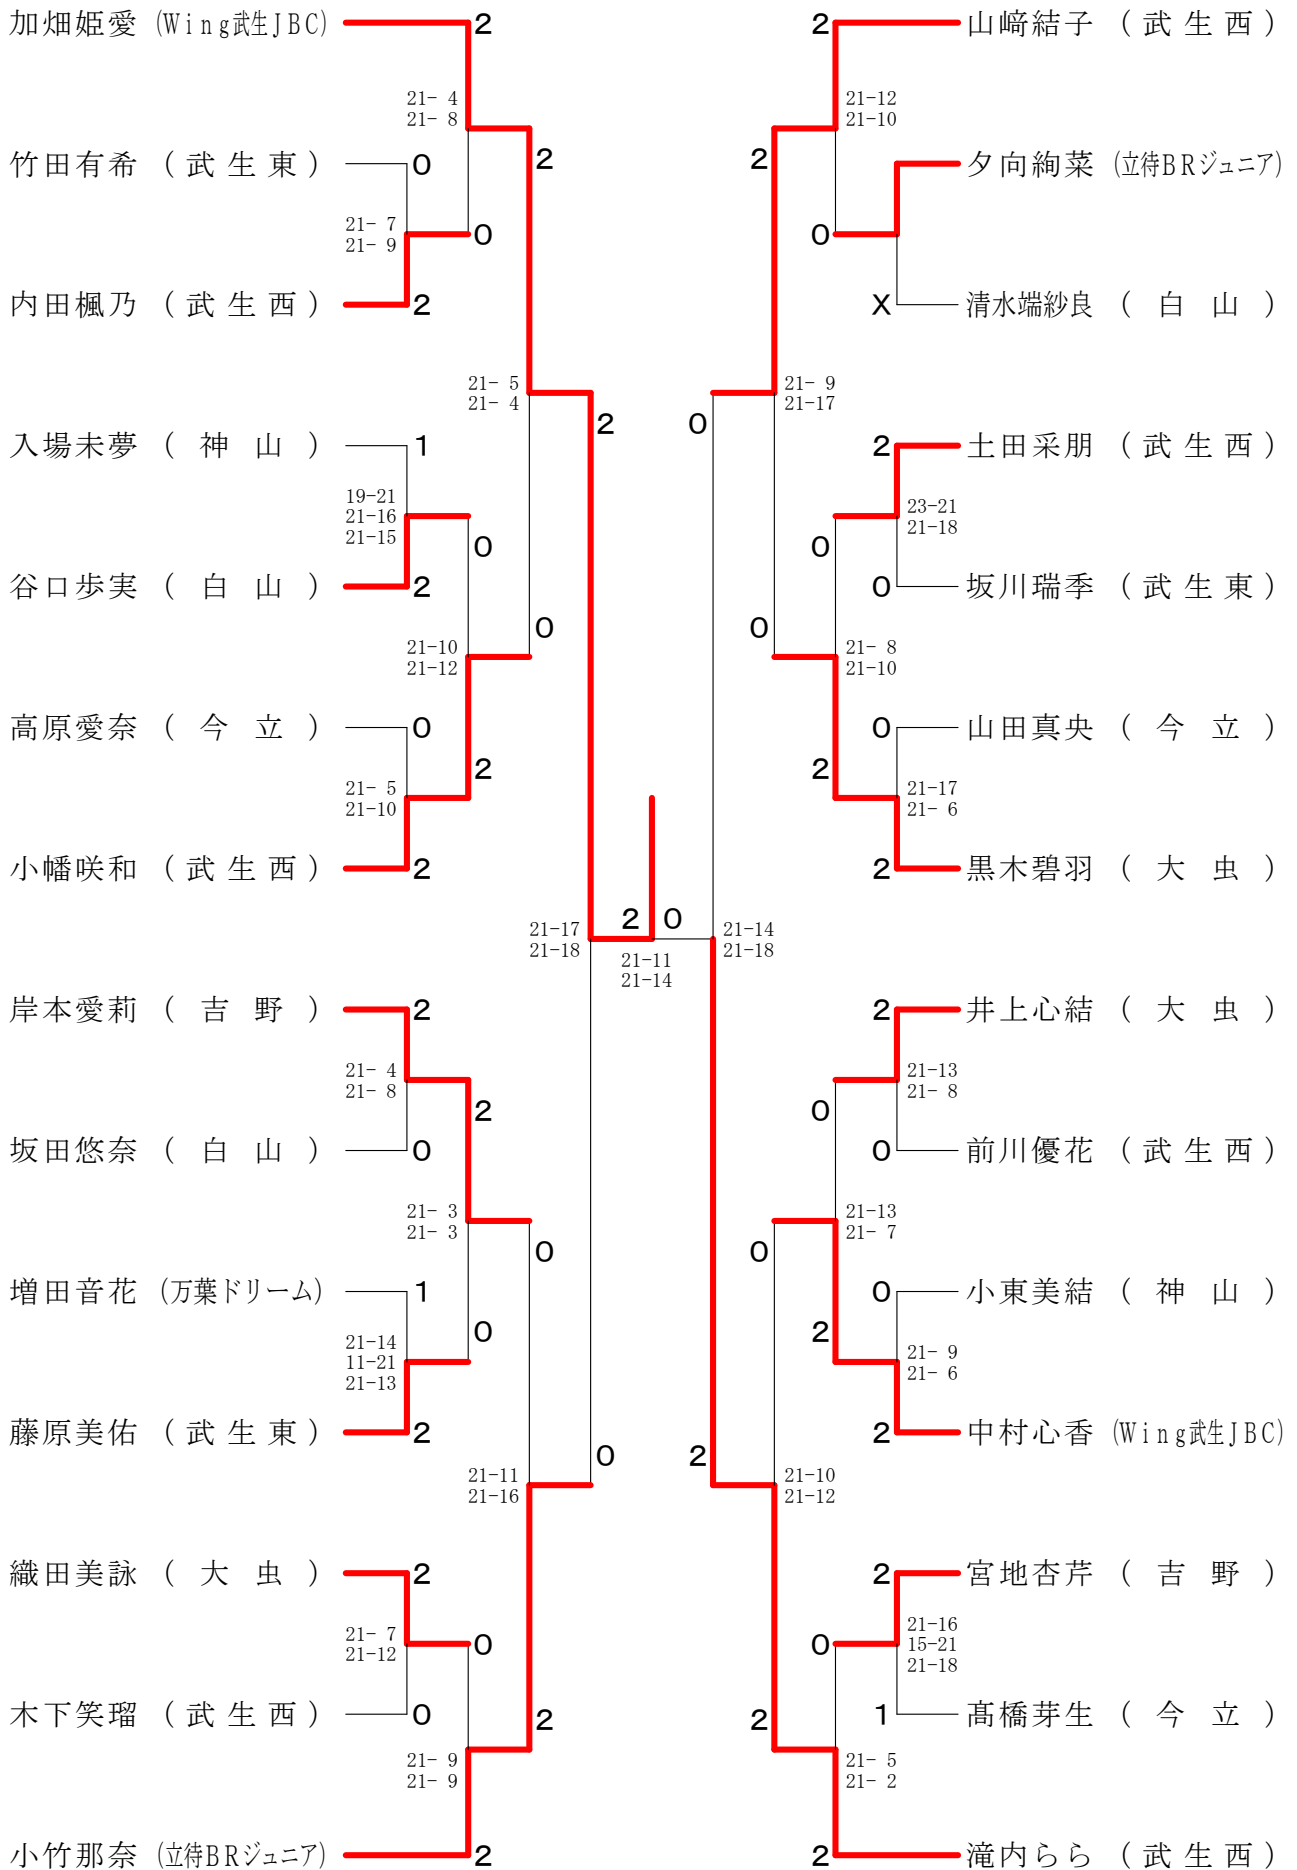 加畑姫愛 (Wing武生JBC) 2
21- 4
21- 8
竹田有希 (武生東) 0
2
21- 7
21- 9
0
内田楓乃 (武生西) 2
21- 5
21- 4
2
入場未夢 (神山) 1
19-21
21-16
21-15
0
谷口歩実 (白山) 2
0
21-10
21-12
高原愛奈 (今立) 0
2
21- 5
21-10
小幡咲和 (武生西) 2
21-17
21-18
2 0
21-11
21-14
岸本愛莉 (吉野) 2
21- 4
21- 8
2
坂田悠奈 (白山) 0
21- 3
21- 3
0
増田音花 (万葉ドリーム) 1
21-14
11-21
21-13
0
藤原美佑 (武生東) 2
0
21-11
21-16
織田美詠 (大虫) 2
21- 7
21-12
0
木下笑瑠 (武生西) 0
2
21- 9
21- 9
小竹那奈 (立待BRジュニア) 2
2 山﨑結子 (武生西)
21-12
21-10
2
夕向絢菜 (立待BRジュニア)
0
X 清水端紗良 (白山)
21- 9
21-17
0
2 土田采朋 (武生西)
23-21
21-18
0
0 坂川瑞季 (武生東)
0
21- 8
21-10
0 山田真央 (今立)
2
21-17
21- 6
2 黒木碧羽 (大虫)
21-14
21-18
2 井上心結 (大虫)
21-13
21- 8
0
0 前川優花 (武生西)
21-13
21- 7
0
0 小東美結 (神山)
2
21- 9
21- 6
2 中村心香 (Wing武生JBC)
2
21-10
21-12
2 宮地杏芹 (吉野)
21-16
15-21
21-18
0
1 髙橋芽生 (今立)
2
21- 5
21- 2
2 滝内らら (武生西)